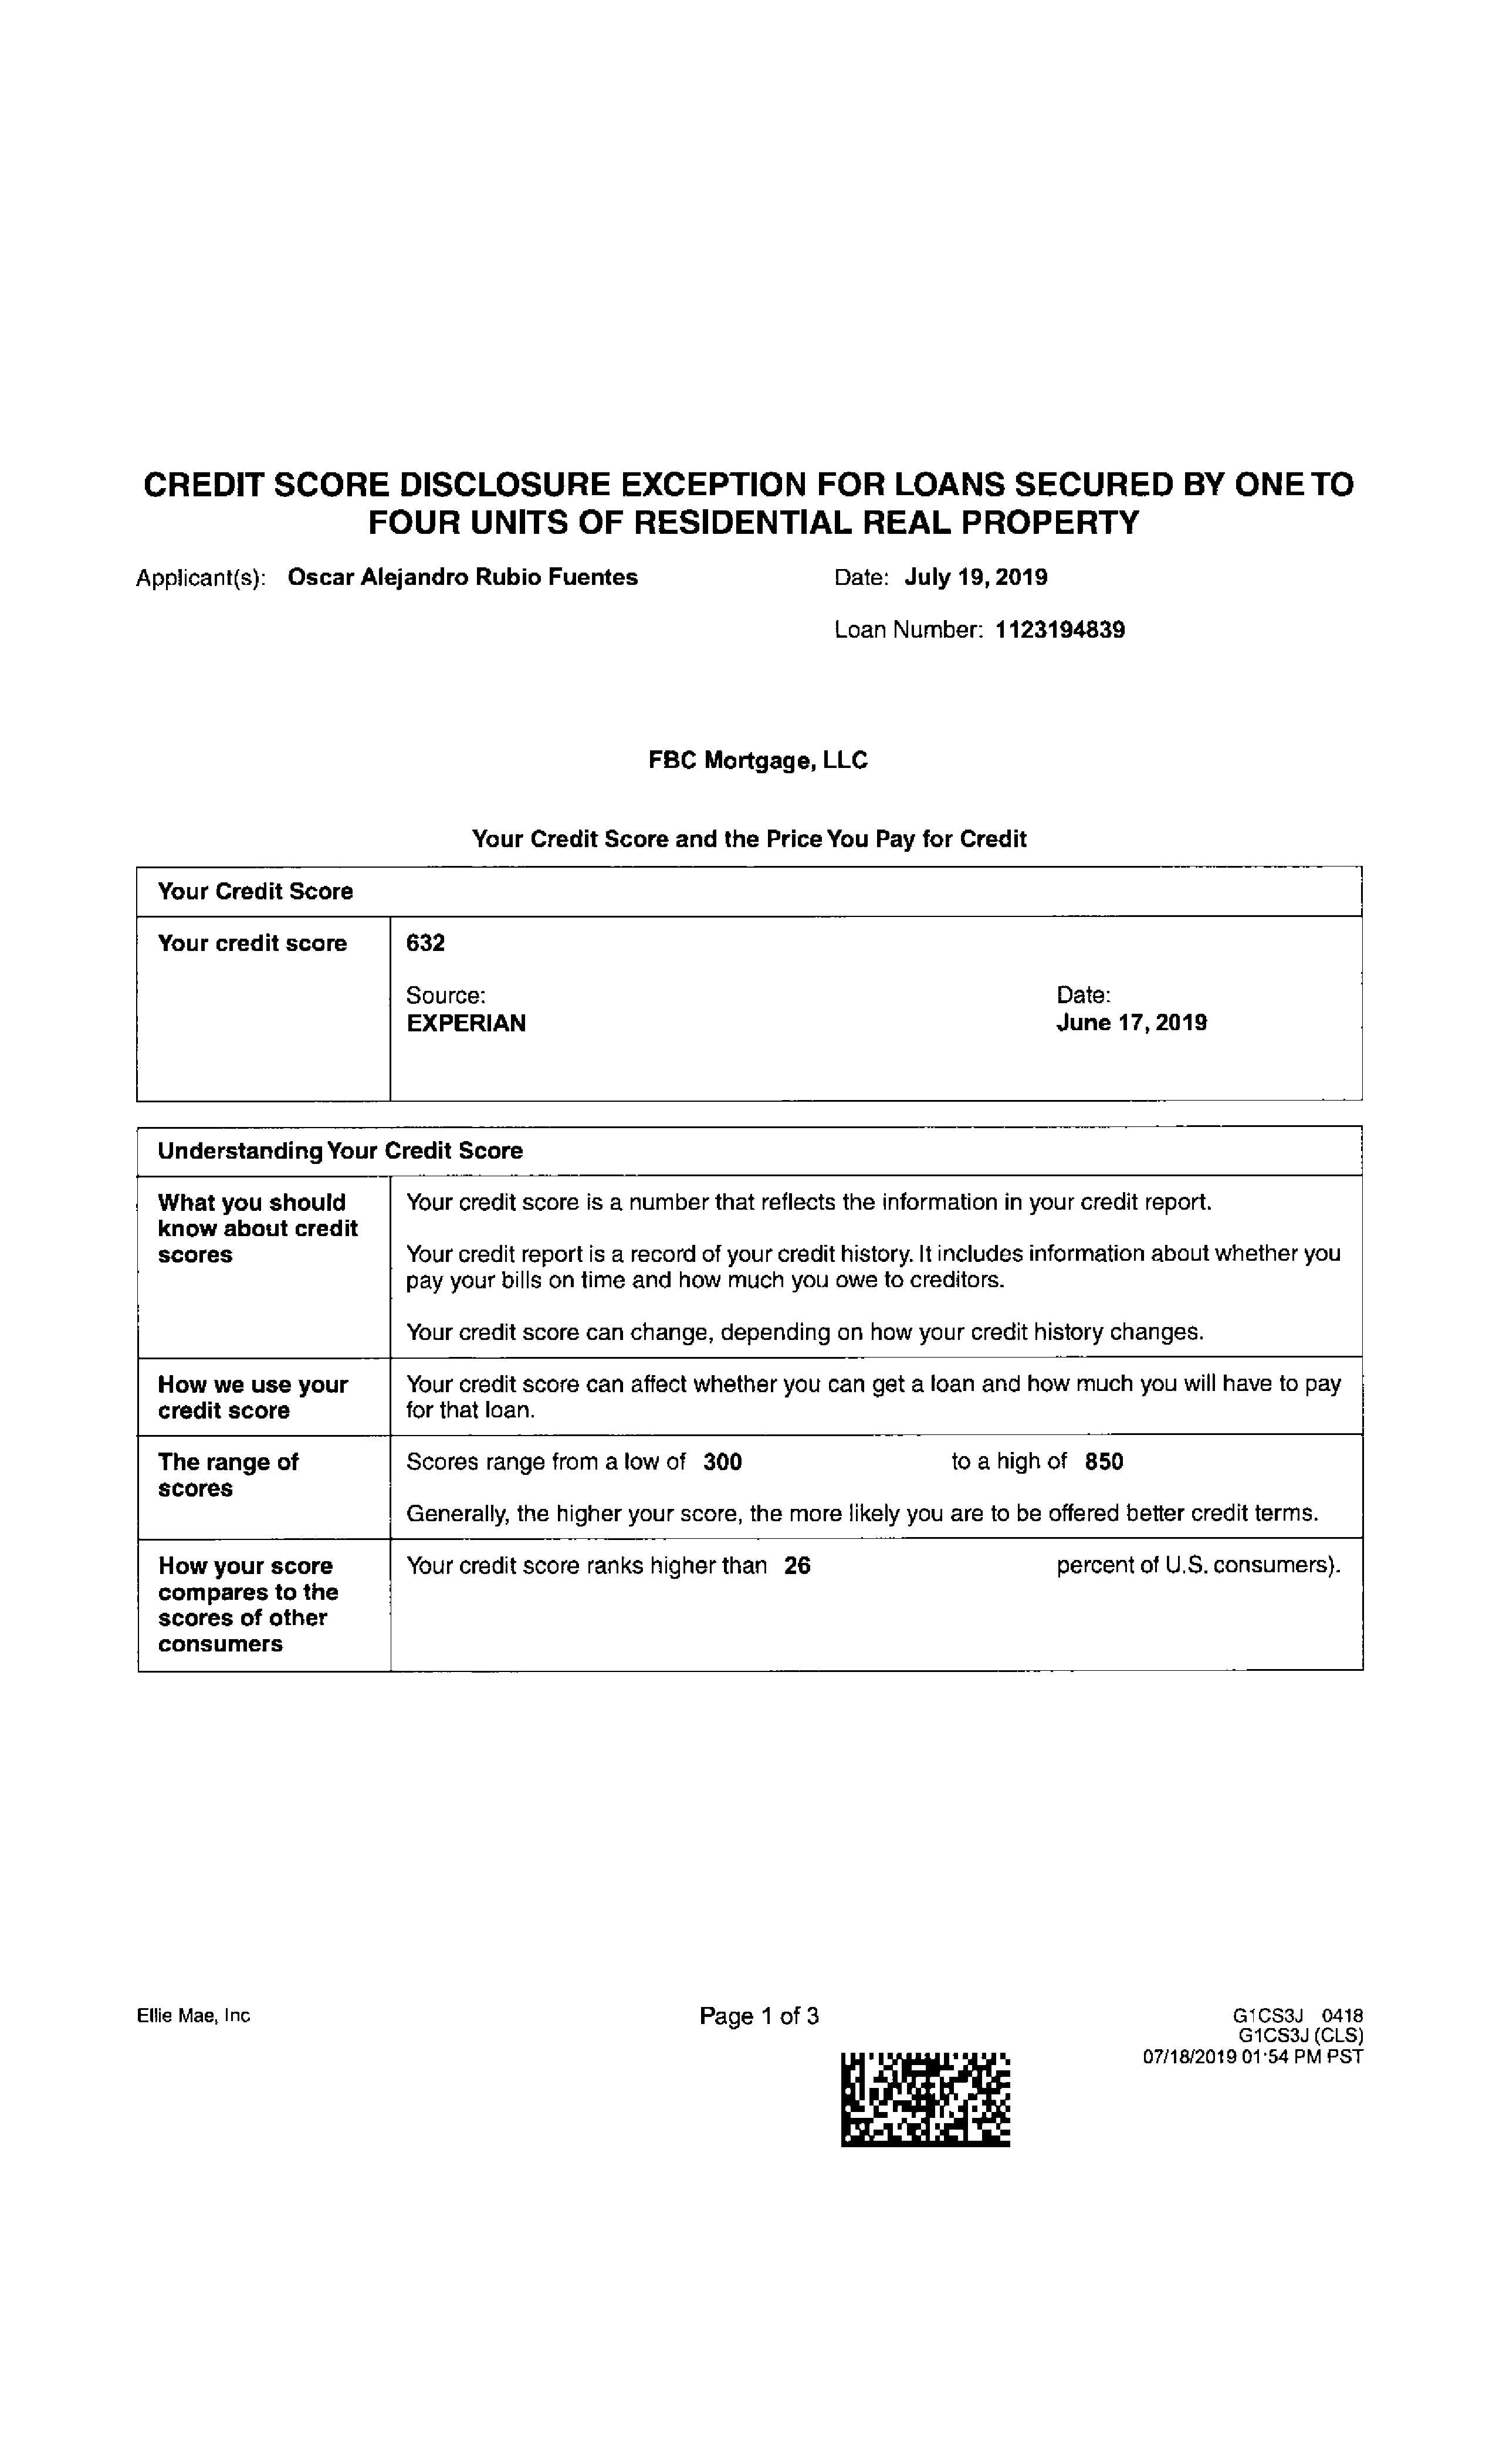 CREDIT SCORE DISCLOSURE EXCEPTION FOR LOANS SECURED BY ONE TO
FOUR UNITS OF RESIDENTIAL REAL PROPERTY
Applicant(s): Oscar Alejandro Rubio Fuentes Date: July 19, 2019
Loan Number: 1123194839
FBC Mortgage, LLC
Your Credit Score and the Price You Pay for Credit
Your Credit Score
Your credit score 632
Source: Date:
EXPERIAN June 17, 2019
Understanding Your Credit Score
What you should Your credit score is a number that reflects the information in your credit report.
know about credit
scores Your credit report is a record of your credit history. It includes information about whether you
pay your bills on time and how much you owe to creditors.
Your credit score can change, depending on how your credit history changes.
How we use your Your credit score can affect whether you can get a loan and how much you will have to pay
credit score for that loan.
The range of Scores range from a low of 300 to a high of 850
scores
Generally, the higher your score, the more likely you are to be offered better credit terms.
How your score Your credit score ranks higher than 26 percent of U.S. consumers).
compares to the
scores of other
consumers
Ellie Mae, Inc Page 1 of 3 G1CS3J 0418
G1CS3J (CLS)
07/18/2019 01:54 PM PST